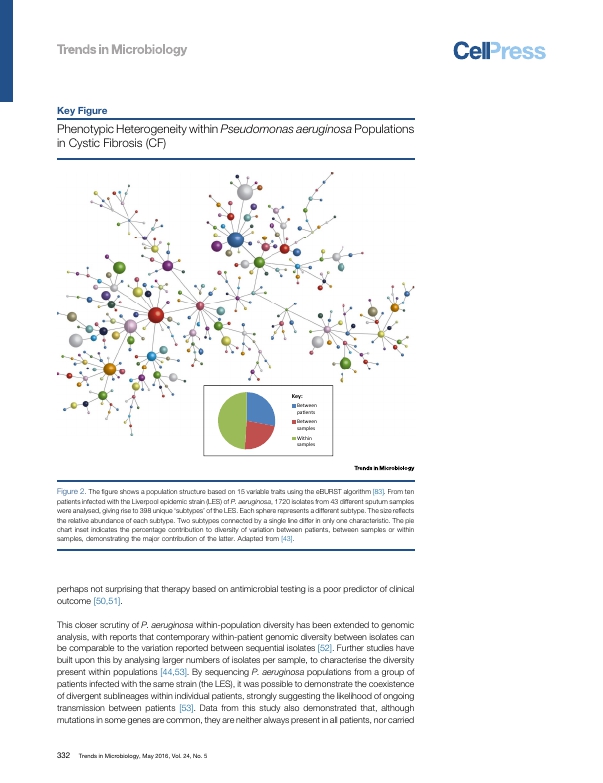 Trends in Microbiology
CellPress
Key Figure
Phenotypic Heterogeneity within Pseudomonas aeruginosa Populations
in Cystic Fibrosis (CF)
Key:
Between
patients
Between
samples
Within
samples
Trends in Microbiology
Figure 2. The figure shows a population structure based on 15 variable traits using the eBURST algorithm [83]. From ten
patients infected with the Liverpool epidemic strain (LES) of P. aeruginosa, 1720 isolates from 43 different sputum samples
were analysed, giving rise to 398 unique ‘subtypes’ of the LES. Each sphere represents a different subtype. The size reflects
the relative abundance of each subtype. Two subtypes connected by a single line differ in only one characteristic. The pie
chart inset indicates the percentage contribution to diversity of variation between patients, between samples or within
samples, demonstrating the major contribution of the latter. Adapted from [43].
perhaps not surprising that therapy based on antimicrobial testing is a poor predictor of clinical
outcome [50,51].
This closer scrutiny of P. aeruginosa within-population diversity has been extended to genomic
analysis, with reports that contemporary within-patient genomic diversity between isolates can
be comparable to the variation reported between sequential isolates [52]. Further studies have
built upon this by analysing larger numbers of isolates per sample, to characterise the diversity
present within populations [44,53]. By sequencing P. aeruginosa populations from a group of
patients infected with the same strain (the LES), it was possible to demonstrate the coexistence
of divergent sublineages within individual patients, strongly suggesting the likelihood of ongoing
transmission between patients [53]. Data from this study also demonstrated that, although
mutations in some genes are common, they are neither always present in all patients, nor carried
332 Trends in Microbiology, May 2016, Vol. 24, No. 5